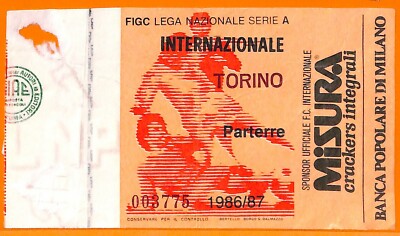 FIGC LEGA NAZIONALE SERIE A
INTERNAZIONALE
TORINO
Parterre
003775 1986/87
CONSERVARE PER IL CONTROLLO
SPONSOR UFFICIALE F.C. INTERNAZIONALE
MISURA
crackers integrali
BANCA POPOLARE DI MILANO